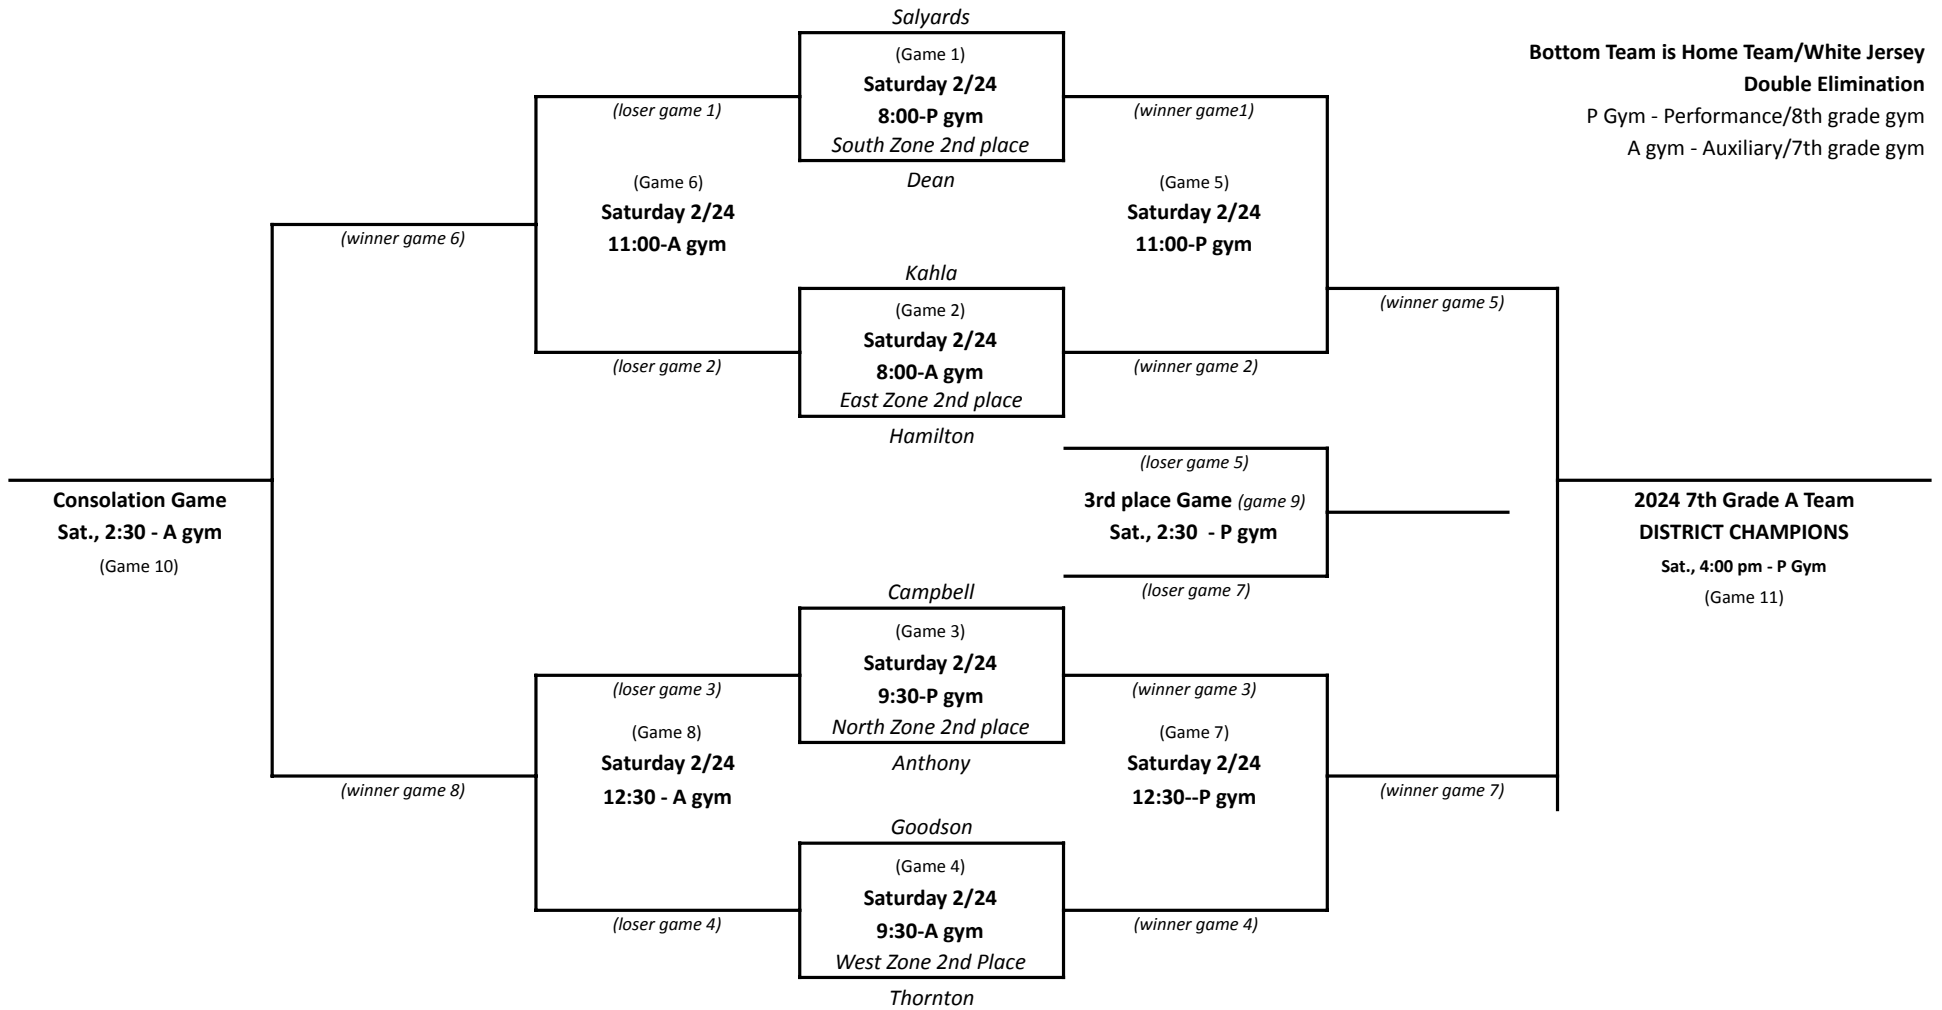 Salyards
(Game 1)
Saturday 2/24
8:00-P gym
South Zone 2nd place
Dean
Bottom Team is Home Team/White Jersey
Double Elimination
P Gym - Performance/8th grade gym
A gym - Auxiliary/7th grade gym
(loser game 1)
(winner game1)
(Game 6)
Saturday 2/24
11:00-A gym
(Game 5)
Saturday 2/24
11:00-P gym
(winner game 6)
Kahla
(Game 2)
Saturday 2/24
8:00-A gym
East Zone 2nd place
Hamilton
(winner game 5)
(loser game 2)
(winner game 2)
(loser game 5)
3rd place Game (game 9)
Sat., 2:30 - P gym
(loser game 7)
Consolation Game
Sat., 2:30 - A gym
(Game 10)
2024 7th Grade A Team
DISTRICT CHAMPIONS
Sat., 4:00 pm - P Gym
(Game 11)
Campbell
(Game 3)
Saturday 2/24
9:30-P gym
North Zone 2nd place
Anthony
(loser game 3)
(winner game 3)
(Game 8)
Saturday 2/24
12:30 - A gym
(Game 7)
Saturday 2/24
12:30--P gym
(winner game 8)
(winner game 7)
Goodson
(Game 4)
Saturday 2/24
9:30-A gym
West Zone 2nd Place
Thornton
(loser game 4)
(winner game 4)